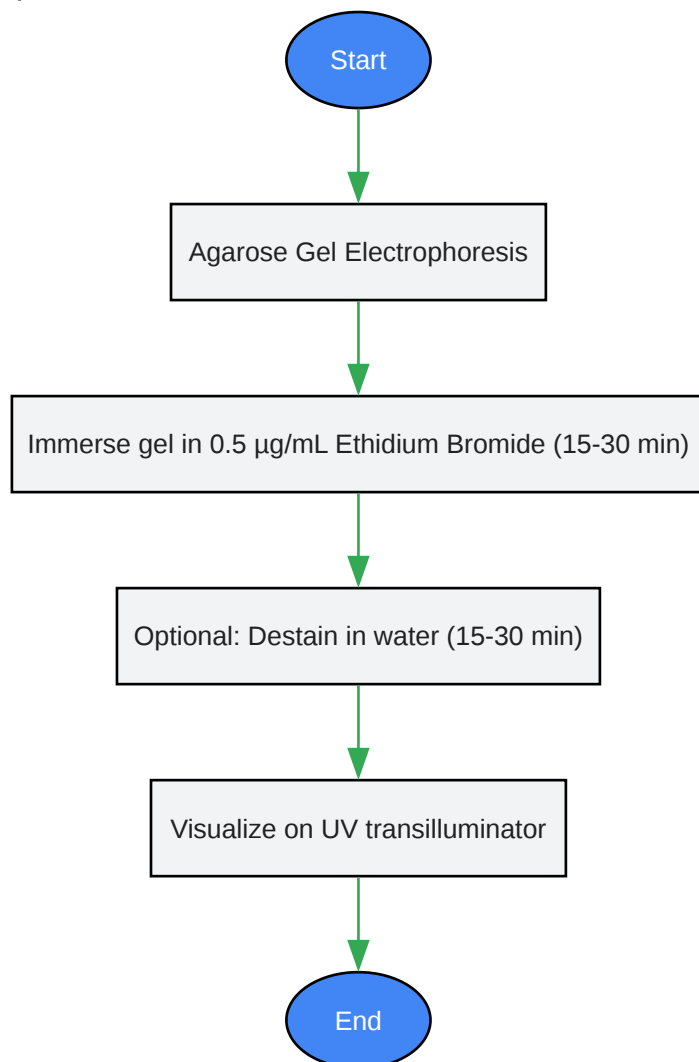 Start
Agarose Gel Electrophoresis
Immerse gel in 0.5 µg/mL Ethidium Bromide (15-30 min)
Optional: Destain in water (15-30 min)
Visualize on UV transilluminator
End